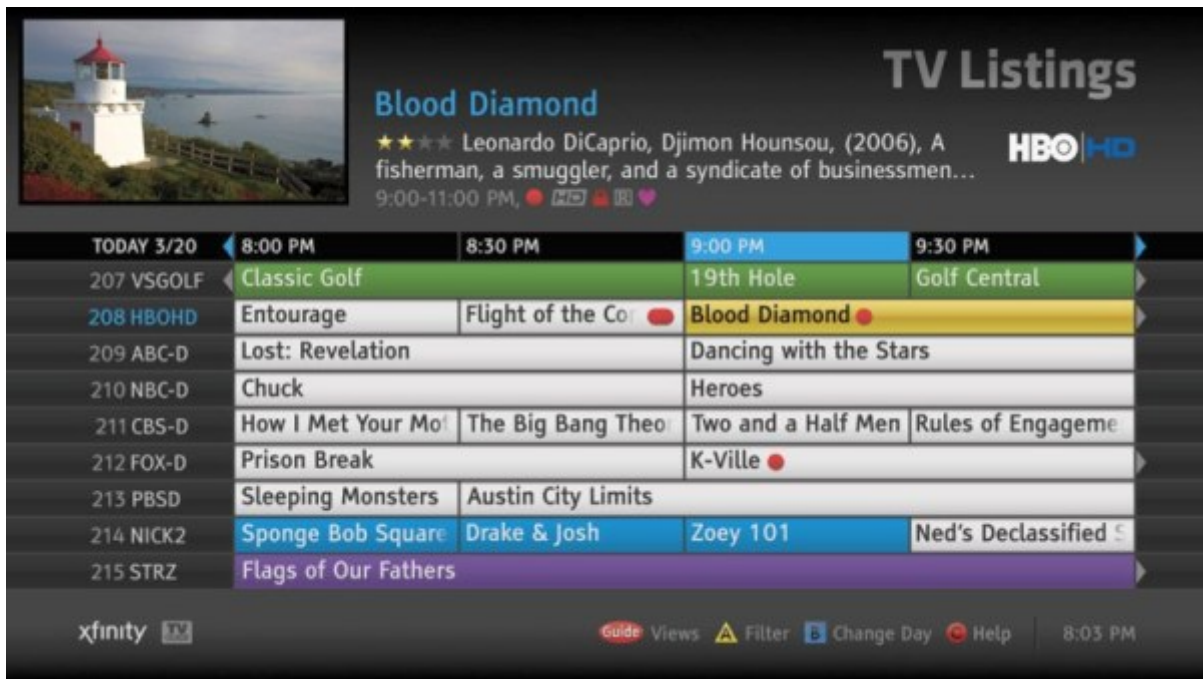 TV Listings
Blood Diamond
Leonardo DiCaprio, Djimon Hounsou, (2006), A
fisherman, a smuggler, and a syndicate of businessmen...
HBO HD
9:00-11:00 PM, HD R
TODAY 3/20 8:00 PM 8:30 PM 9:00 PM 9:30 PM
207 VSGOLF Classic Golf 19th Hole Golf Central
208 HBOHD Entourage Flight of the Cor Blood Diamond
209 ABC-D Lost: Revelation Dancing with the Stars
210 NBC-D Chuck Heroes
211 CBS-D How I Met Your Mot The Big Bang Theo Two and a Half Men Rules of Engageme
212 FOX-D Prison Break K-Ville
213 PBSD Sleeping Monsters Austin City Limits
214 NICK2 Sponge Bob Square Drake & Josh Zoey 101 Ned's Declassified S
215 STRZ Flags of Our Fathers
xfinity TV Guide Views A Filter B Change Day C Help 8:03 PM